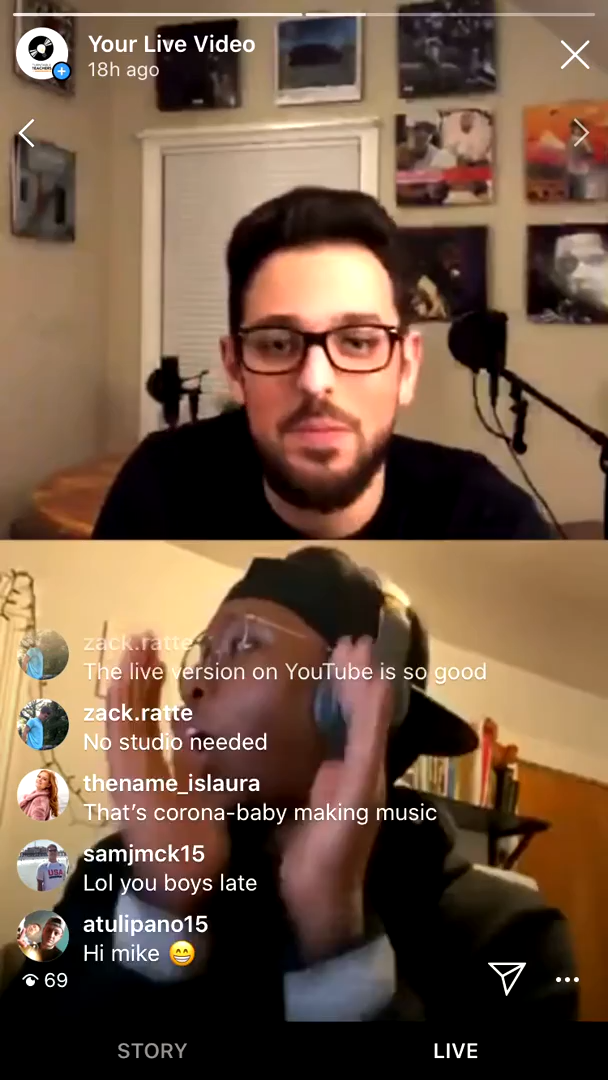 Your Live Video
18h ago
zack.ratte
The live version on YouTube is so good
zack.ratte
No studio needed
thename_islaura
That’s corona-baby making music
samjmck15
Lol you boys late
atulipano15
Hi mike 😁
69
STORY
LIVE